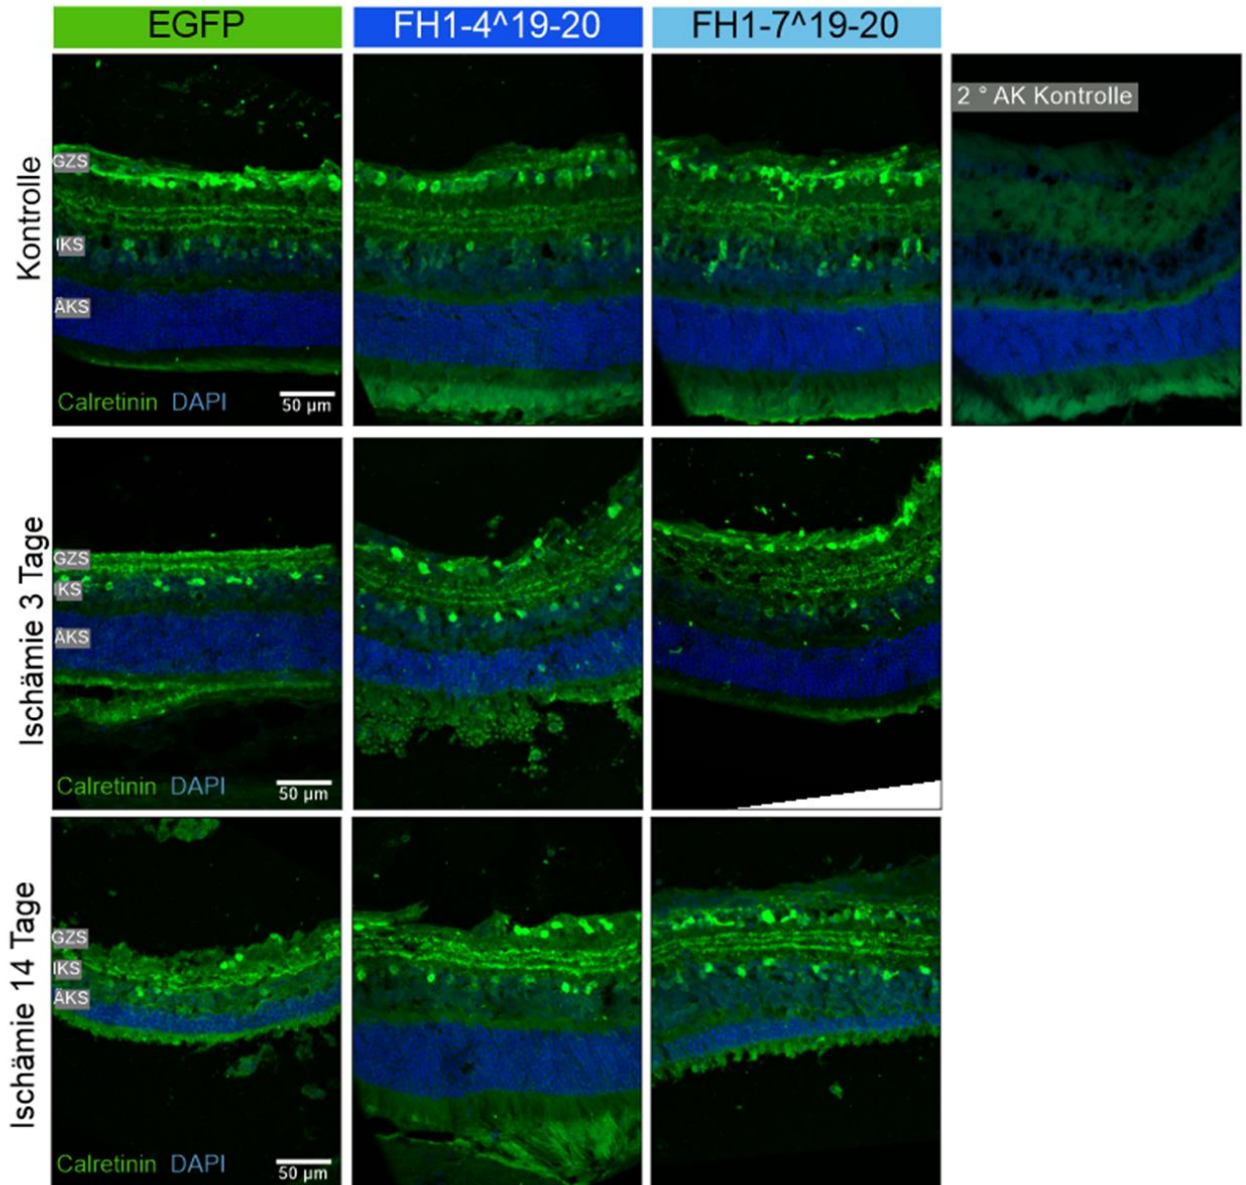 EGFP
FH1-4^19-20
FH1-7^19-20
Kontrolle
GZS
IKS
ÄKS
Calretinin DAPI
50 µm
2 ° AK Kontrolle
Ischämie 3 Tage
GZS
IKS
ÄKS
Calretinin DAPI
50 µm
Ischämie 14 Tage
GZS
IKS
ÄKS
Calretinin DAPI
50 µm